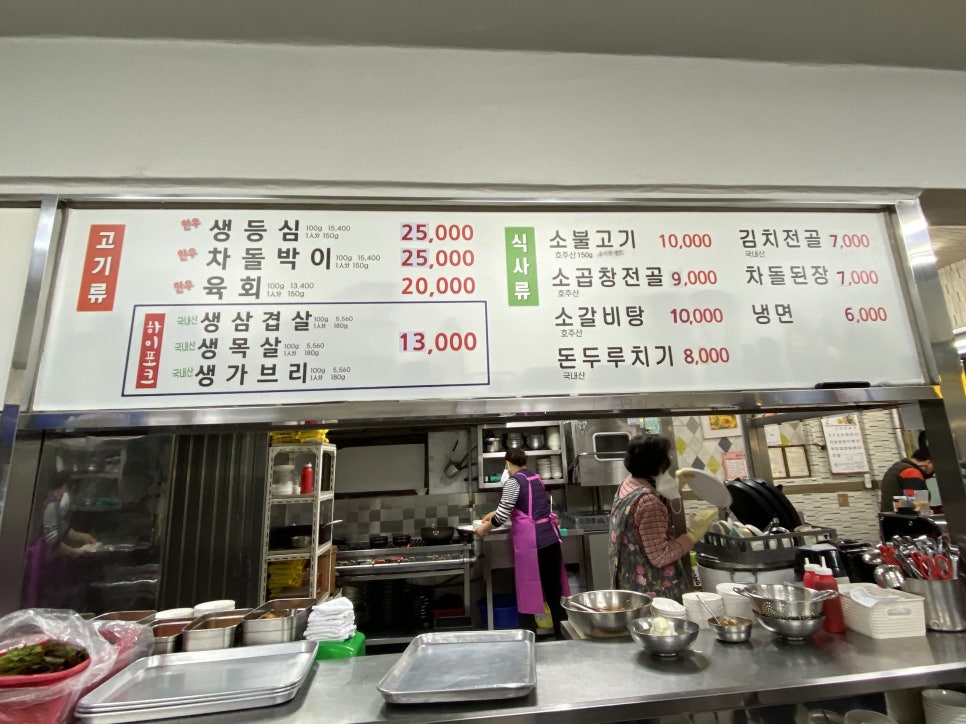 고기류
한우 생등심 100g 15,400 1人分 150g 25,000
한우 차돌박이 100g 15,400 1人分 150g 25,000
한우 육회 100g 13,400 1人分 150g 20,000
하이포크
국내산 생삼겹살 100g 5,560 1人分 180g
국내산 생목살 100g 5,560 1人分 180g 13,000
국내산 생가브리 100g 5,560 1人分 180g
식사류
소불고기 10,000
호주산 150g
소곱창전골 9,000
호주산
소갈비탕 10,000
호주산
돈두루치기 8,000
국내산
김치전골 7,000
국내산
차돌된장 7,000
냉면 6,000